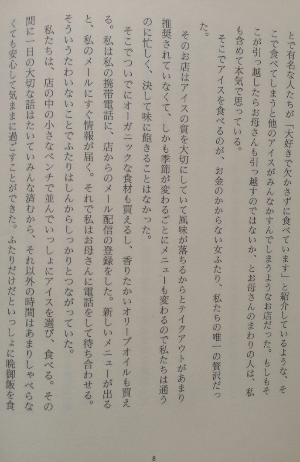 とで有名な人たちが「大好きで欠かさずに食べています」と紹介しているような、そ
こで食べてしまうと他のアイスがみんなかすんでしまうようなお店だった。もしもそ
こが引っ越したらお母さんも引っ越すのではないか、とお母さんのまわりの人は、私
も含めて本気で思っている。
そこでアイスを食べるのが、お金のかからない女ふたり、私たちの唯一の贅沢だっ
た。
そのお店はアイスの質を大切にしていて風味が落ちるからとテイクアウトがあまり
推奨されていなくて、しかも季節が変わるごとにメニューも変わるので私たちは通う
のに忙しく、決して味に飽きることはなかった。
そこでついでにオーガニックな食材も買えるし、香りたかいオリーブオイルも買え
る。私は私の携帯電話に、店からのメール配信の登録をした。新しいメニューが出る
と、私のメールにすぐ情報が届く。それで私はお母さんに電話をして待ち合わせる。
そういうたわいないことでふたりはしんからしっかりとつながっていた。
私たちは、店の中の小さなベンチで並んでいっしょにアイスを選び、食べる。その
間に一日の大切な話はたいていみんな済むから、それ以外の時間はあまりしゃべらな
くても安心して気ままに過ごすことができた。ふたりだけだといっしょに晩御飯を食
8